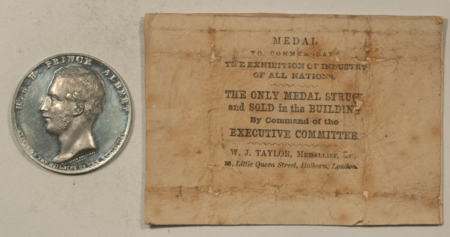 H.R.H. PRINCE ALBERT
MEDAL
TO COMMEMORATE
THE EXHIBITION OF INDUSTRY
OF ALL NATIONS,
THE ONLY MEDAL STRUCK
and SOLD in the BUILDING
By Command of the
EXECUTIVE COMMITTEE.
W. J. TAYLOR, MEDALLIST, &c.
Little Queen Street, Holborn, London.